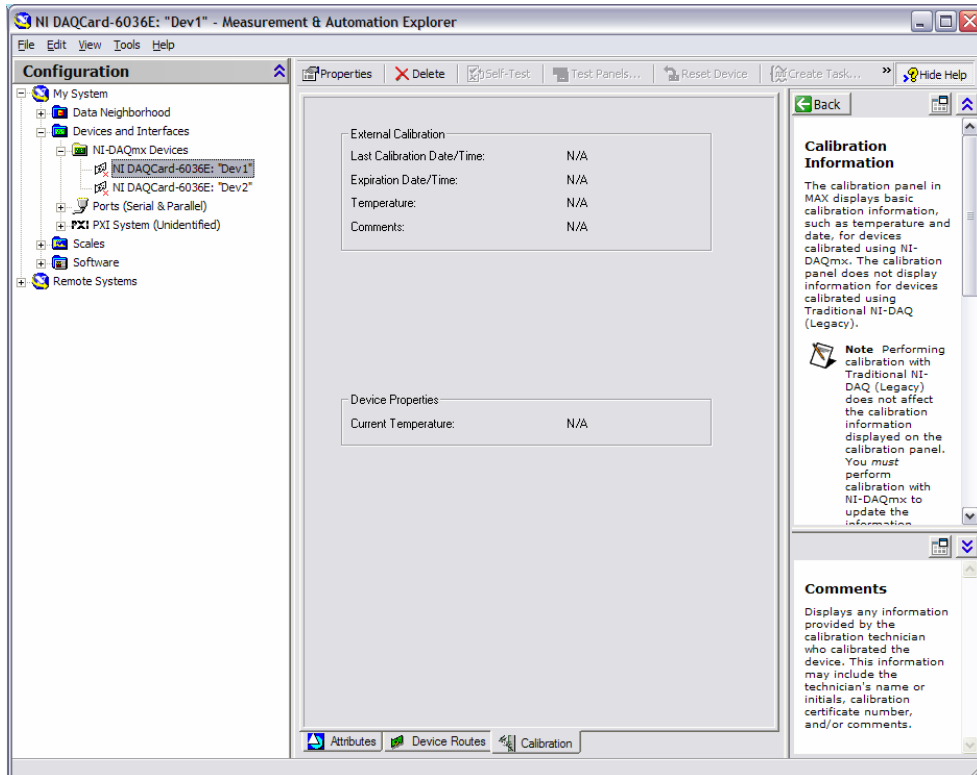 NI DAQCard-6036E: "Dev1" - Measurement & Automation Explorer
File Edit View Tools Help
Configuration
My System
Data Neighborhood
Devices and Interfaces
NI-DAQmx Devices
NI DAQCard-6036E: "Dev1"
NI DAQCard-6036E: "Dev2"
Ports (Serial & Parallel)
PXI PXI System (Unidentified)
Scales
Software
Remote Systems
Properties Delete Self-Test Test Panels... Reset Device Create Task... » Hide Help
External Calibration
Last Calibration Date/Time: N/A
Expiration Date/Time: N/A
Temperature: N/A
Comments: N/A
Device Properties
Current Temperature: N/A
Attributes Device Routes Calibration
Back
Calibration
Information
The calibration panel in
MAX displays basic
calibration information,
such as temperature and
date, for devices
calibrated using NI-
DAQmx. The calibration
panel does not display
information for devices
calibrated using
Traditional NI-DAQ
(Legacy).
Note Performing
calibration with
Traditional NI-
DAQ (Legacy)
does not affect
the calibration
information
displayed on the
calibration panel.
You must
perform
calibration with
NI-DAQmx to
update the
information
Comments
Displays any information
provided by the
calibration technician
who calibrated the
device. This information
may include the
technician's name or
initials, calibration
certificate number,
and/or comments.